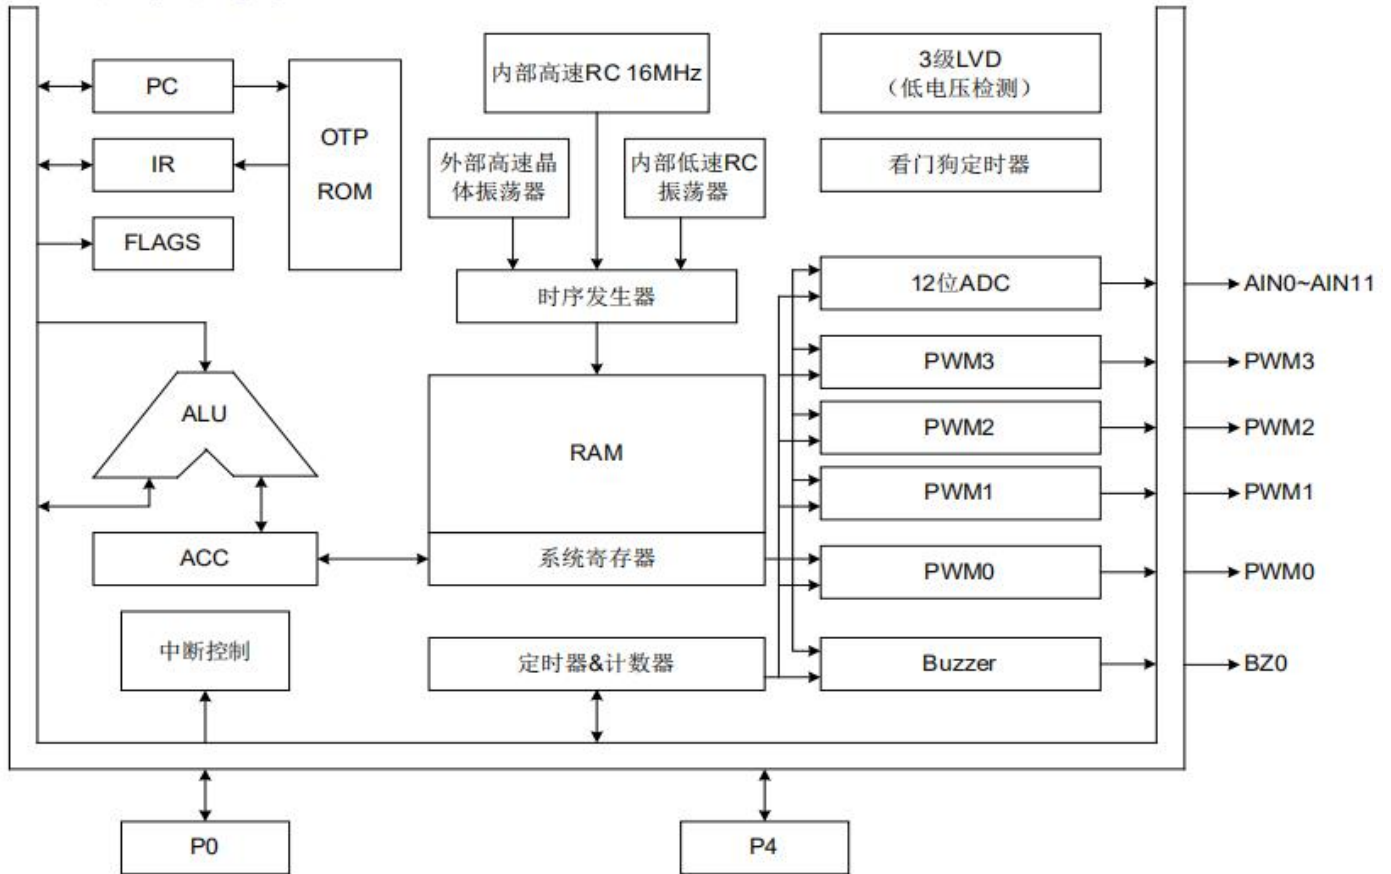 PC
IR
FLAGS
OTP
ROM
内部高速RC 16MHz
外部高速晶
体振荡器
内部低速RC
振荡器
时序发生器
3级LVD
（低电压检测）
看门狗定时器
ALU
ACC
RAM
系统寄存器
中断控制
定时器&计数器
12位ADC
PWM3
PWM2
PWM1
PWM0
Buzzer
AIN0~AIN11
PWM3
PWM2
PWM1
PWM0
BZ0
P0
P4